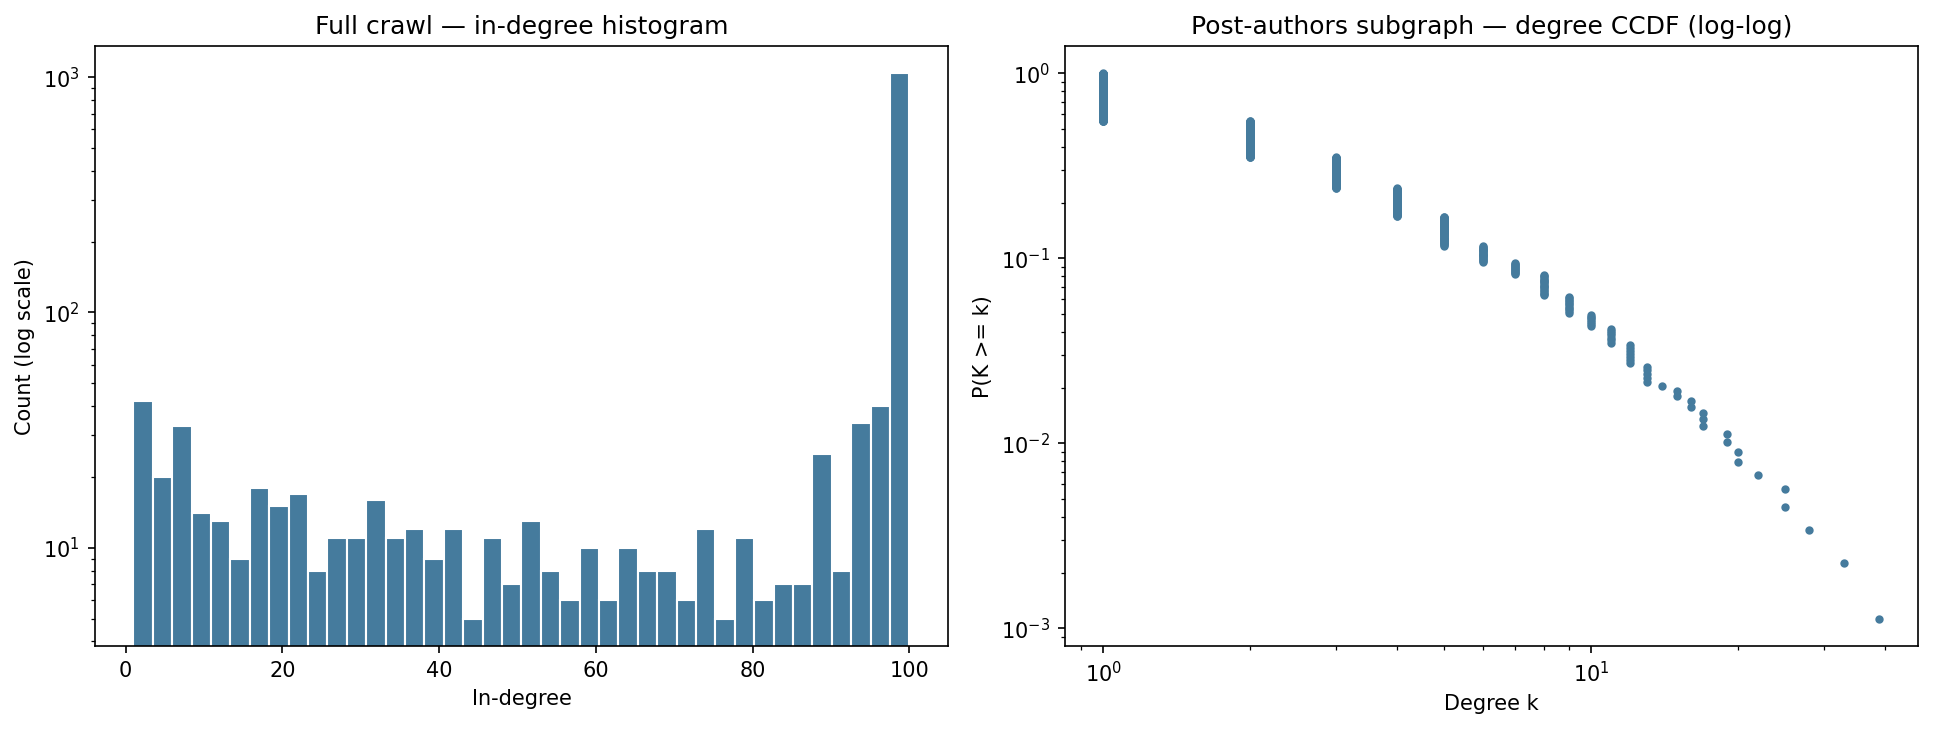 Full crawl — in-degree histogram
Count (log scale)
10³
10²
10¹
0 20 40 60 80 100
In-degree
Post-authors subgraph — degree CCDF (log-log)
P(K >= k)
10⁰
10⁻¹
10⁻²
10⁻³
10⁰ 10¹
Degree k